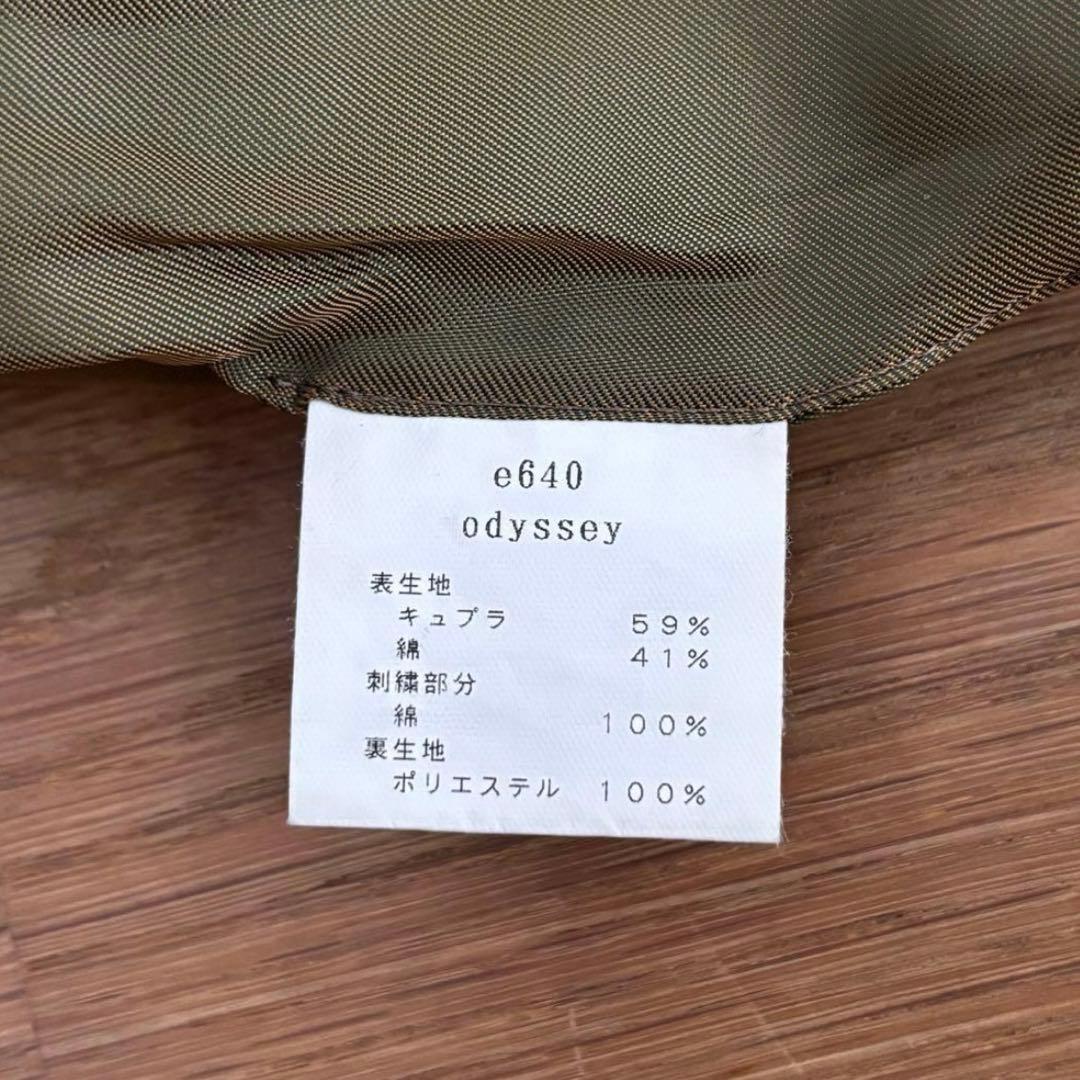 e640
odyssey
表生地
キュプラ 59%
綿 41%
刺繍部分
綿 100%
裏生地
ポリエステル 100%